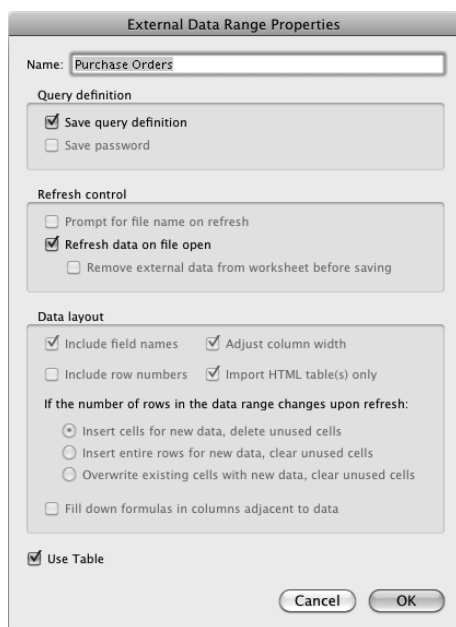 External Data Range Properties
Name: Purchase Orders
Query definition
Save query definition
Save password
Refresh control
Prompt for file name on refresh
Refresh data on file open
Remove external data from worksheet before saving
Data layout
Include field names Adjust column width
Include row numbers Import HTML table(s) only
If the number of rows in the data range changes upon refresh:
Insert cells for new data, delete unused cells
Insert entire rows for new data, clear unused cells
Overwrite existing cells with new data, clear unused cells
Fill down formulas in columns adjacent to data
Use Table
Cancel OK